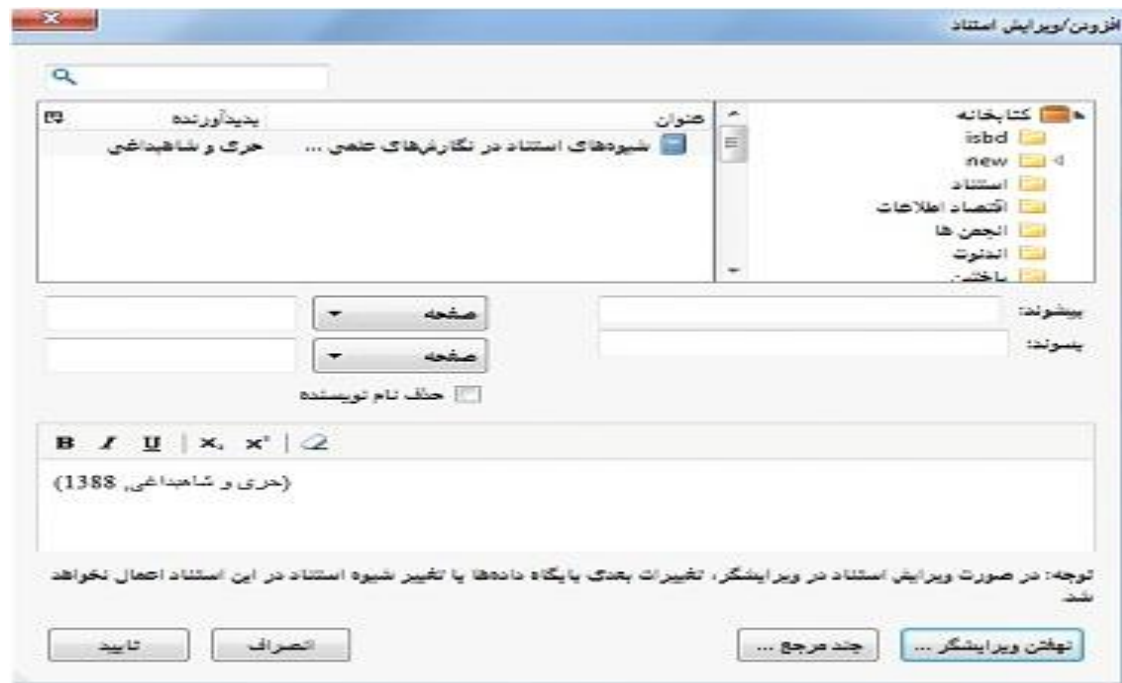 افزودن/ویرایش استناد
کتابخانه
isbd
new
استناد
اقتصاد اطلاعات
انجمن ها
اندنوت
باختین
عنوان پدیدآورنده
شیوه‌های استناد در نگارش‌های علمی ... حری و شاهبداغی
پیشوند:
صفحه
پسوند:
صفحه
حذف نام نویسنده
B I U | X₂ X² |
(حری و شاهبداغی, 1388)
توجه: در صورت ویرایش استناد در ویرایشگر، تغییرات بعدی پایگاه داده‌ها یا تغییر شیوه استناد در این استناد اعمال نخواهد
شد.
نهفتن ویرایشگر ... چند مرجع ... انصراف تایید